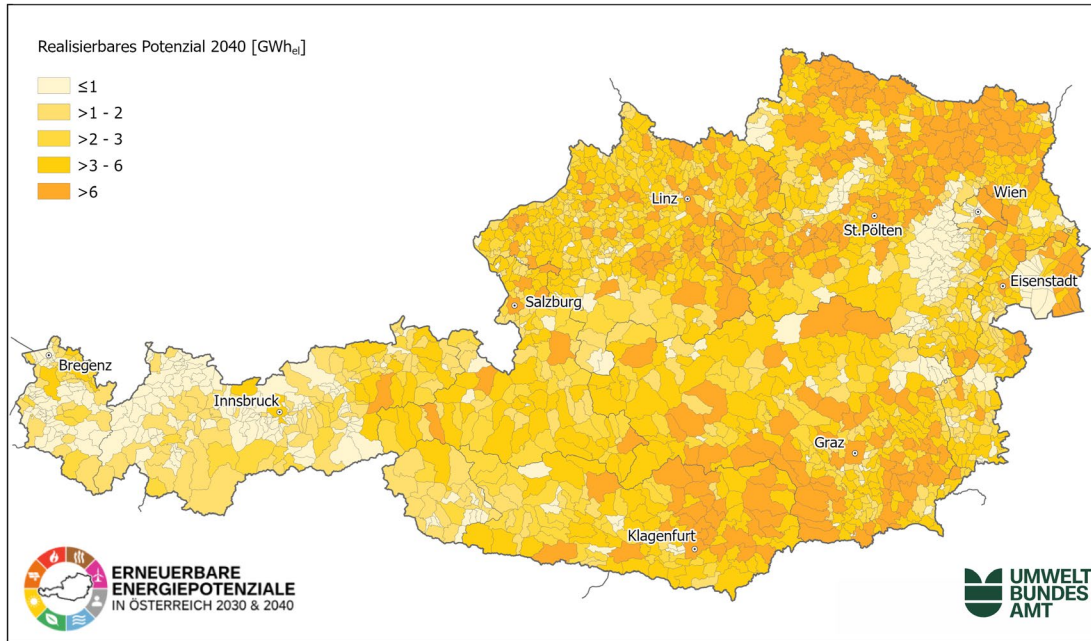 Realisierbares Potenzial 2040 [GWhel]
≤1
>1 - 2
>2 - 3
>3 - 6
>6
Linz
Wien
St.Pölten
Eisenstadt
Salzburg
Bregenz
Innsbruck
Graz
Klagenfurt
ERNEUERBARE
ENERGIEPOTENZIALE
IN ÖSTERREICH 2030 & 2040
UMWELT
BUNDES
AMT